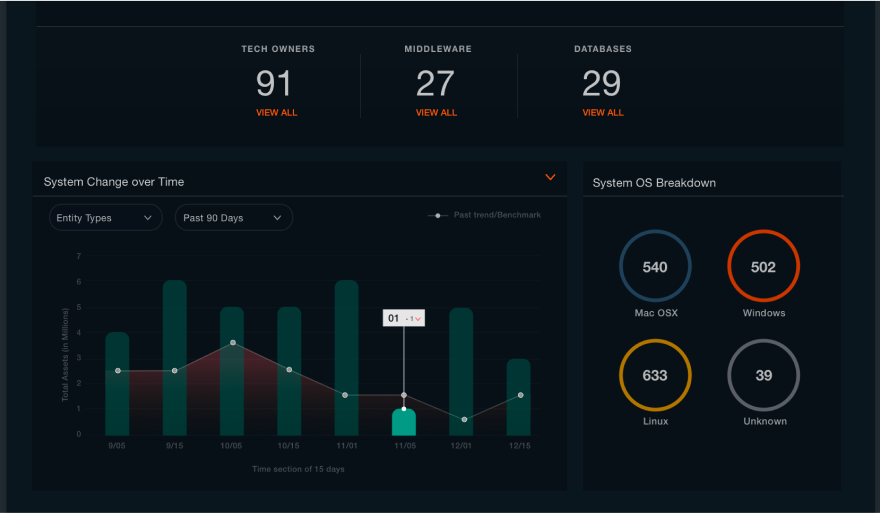 TECH OWNERS MIDDLEWARE DATABASES
91 27 29
VIEW ALL VIEW ALL VIEW ALL
System Change over Time
System OS Breakdown
Entity Types Past 90 Days
Past trend/Benchmark
7
6
5
4
3
2
1
0
Total Assets (in Millions)
01 - 1
9/05 9/15 10/05 10/15 11/01 11/05 12/01 12/15
Time section of 15 days
540 502
Mac OSX Windows
633 39
Linux Unknown